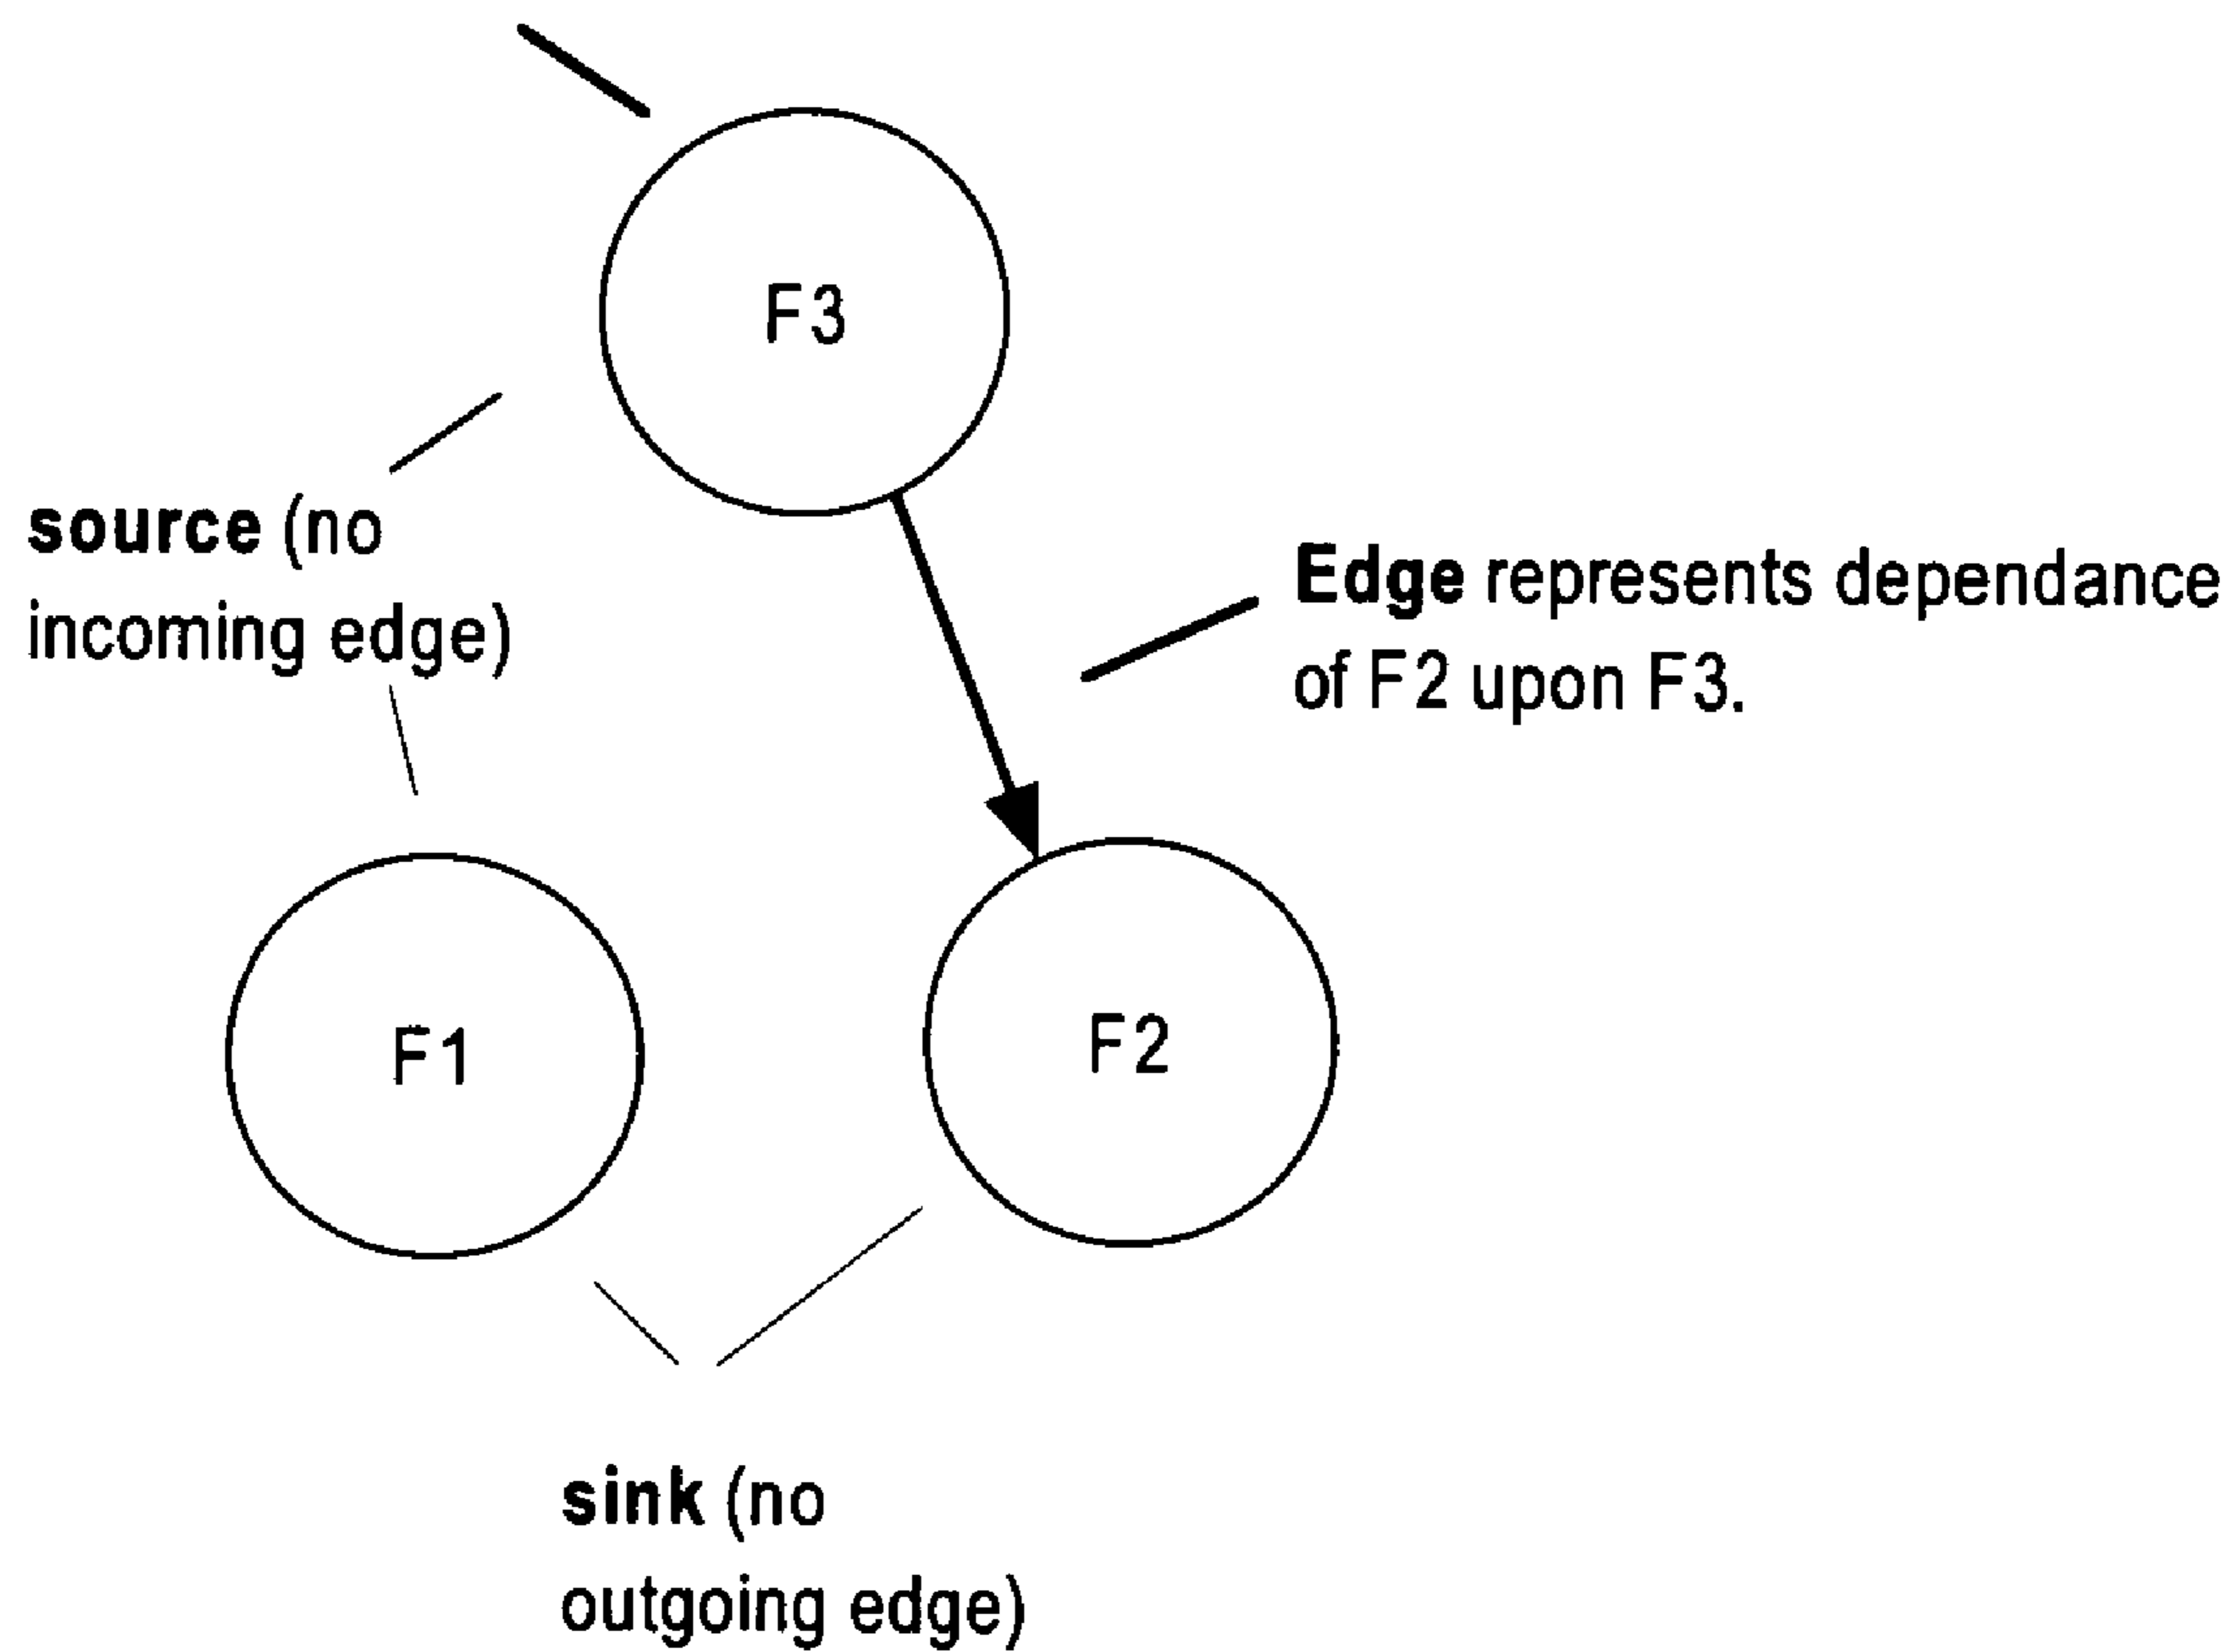 F3
source (no
incoming edge)
Edge represents dependance
of F2 upon F3.
F1
F2
sink (no
outgoing edge)